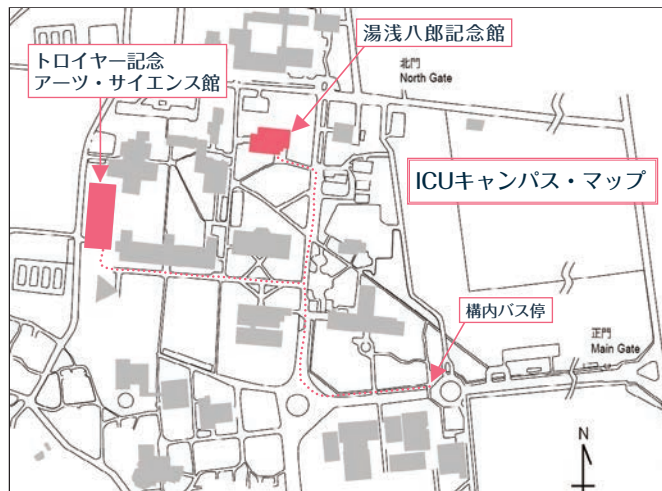 湯浅八郎記念館
トロイヤー記念
アーツ・サイエンス館
北門
North Gate
ICUキャンパス・マップ
構内バス停
正門
Main Gate
N